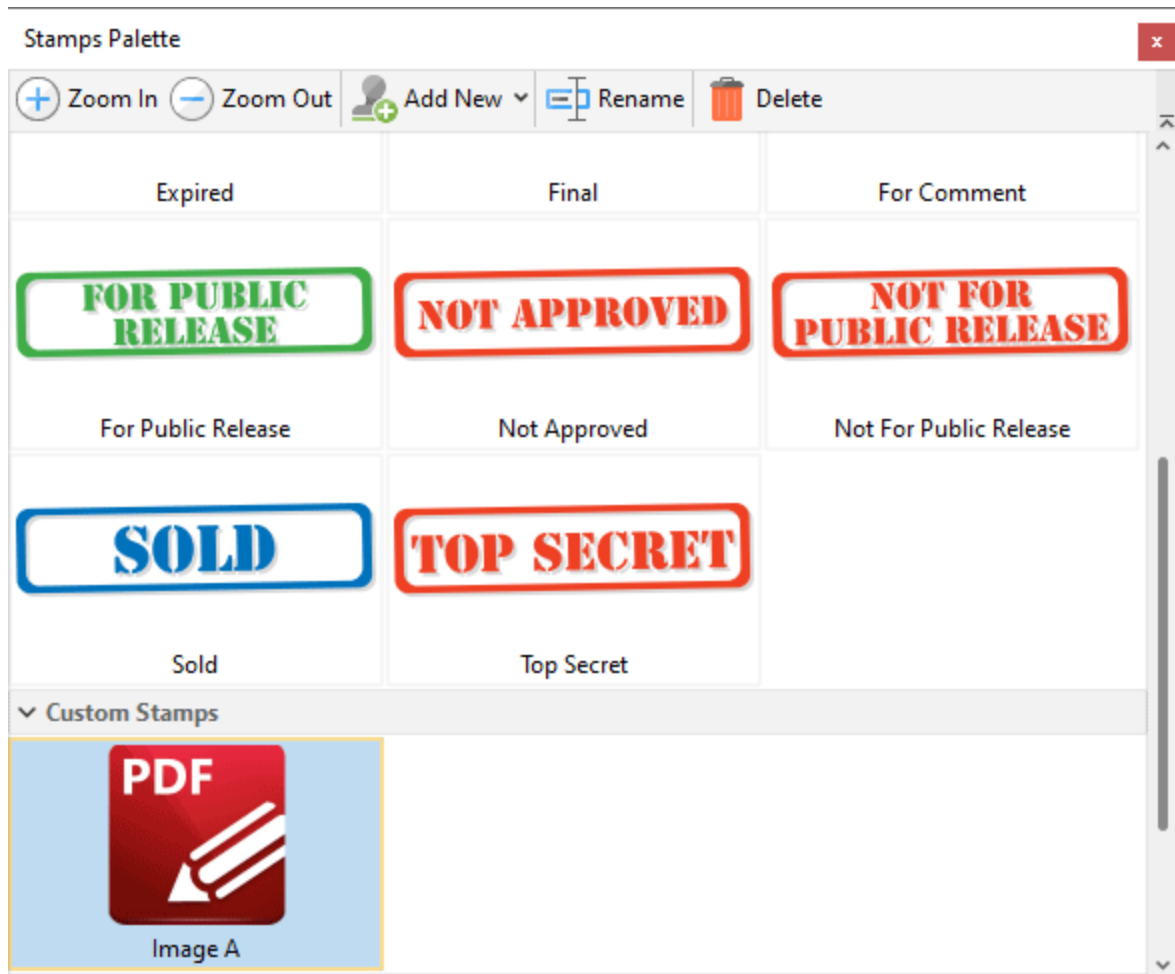 Stamps Palette
x
Zoom In Zoom Out Add New Rename Delete
Expired Final For Comment
FOR PUBLIC
RELEASE
NOT APPROVED
NOT FOR
PUBLIC RELEASE
For Public Release Not Approved Not For Public Release
SOLD
TOP SECRET
Sold Top Secret
Custom Stamps
PDF
Image A